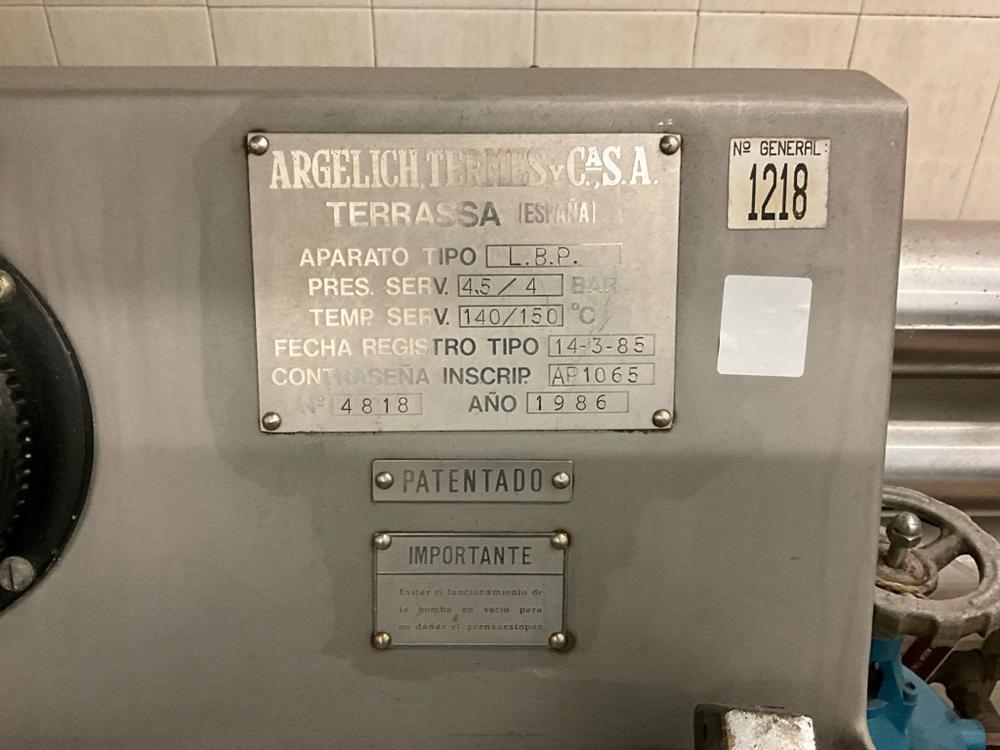 ARGELICH, TERMES Y Cª, S.A.
TERRASSA (ESPAÑA)
APARATO TIPO L.B.P.
PRES. SERV. 4,5 / 4 BAR
TEMP. SERV. 140/150 ºC
FECHA REGISTRO TIPO 14-3-85
CONTRASEÑA INSCRIP. AP1065
Nº 4818 AÑO 1986
Nº GENERAL:
1218
PATENTADO
IMPORTANTE
Evitar el funcionamiento de
la bomba en vacio para
no dañar el prensaestopas